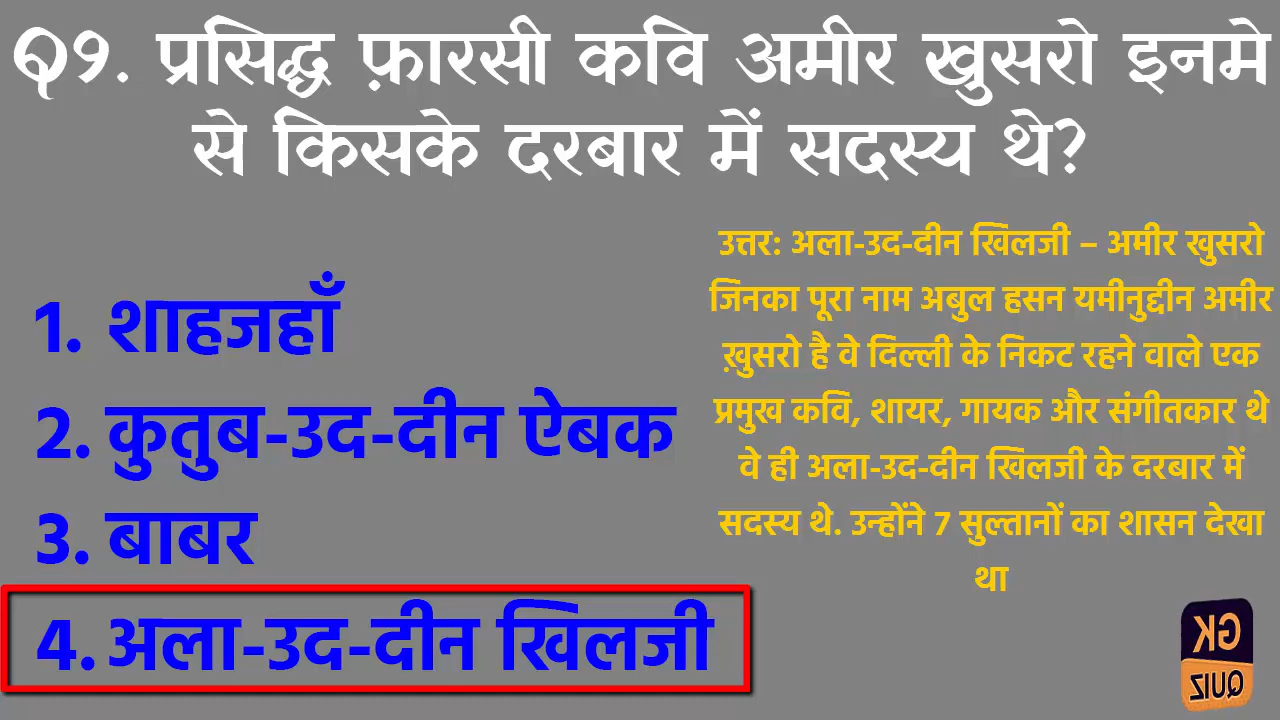 Q१. प्रसिद्ध फ़ारसी कवि अमीर खुसरो इनमे
से किसके दरबार में सदस्य थे?
1. शाहजहाँ
2. कुतुब-उद-दीन ऐबक
3. बाबर
4. अला-उद-दीन खिलजी
उत्तर: अला-उद-दीन खिलजी – अमीर खुसरो
जिनका पूरा नाम अबुल हसन यमीनुद्दीन अमीर
ख़ुसरो है वे दिल्ली के निकट रहने वाले एक
प्रमुख कवि, शायर, गायक और संगीतकार थे
वे ही अला-उद-दीन खिलजी के दरबार में
सदस्य थे. उन्होंने 7 सुल्तानों का शासन देखा
था
GK
QUIZ